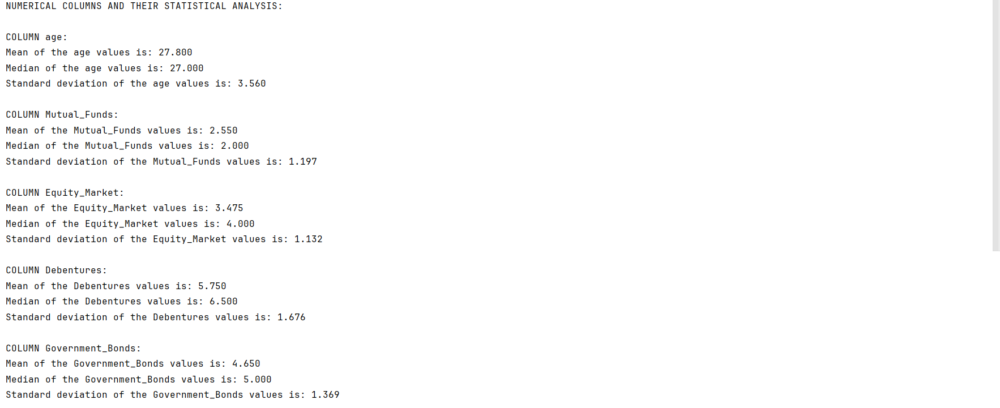 NUMERICAL COLUMNS AND THEIR STATISTICAL ANALYSIS:
COLUMN age:
Mean of the age values is: 27.800
Median of the age values is: 27.000
Standard deviation of the age values is: 3.560
COLUMN Mutual_Funds:
Mean of the Mutual_Funds values is: 2.550
Median of the Mutual_Funds values is: 2.000
Standard deviation of the Mutual_Funds values is: 1.197
COLUMN Equity_Market:
Mean of the Equity_Market values is: 3.475
Median of the Equity_Market values is: 4.000
Standard deviation of the Equity_Market values is: 1.132
COLUMN Debentures:
Mean of the Debentures values is: 5.750
Median of the Debentures values is: 6.500
Standard deviation of the Debentures values is: 1.676
COLUMN Government_Bonds:
Mean of the Government_Bonds values is: 4.650
Median of the Government_Bonds values is: 5.000
Standard deviation of the Government_Bonds values is: 1.369